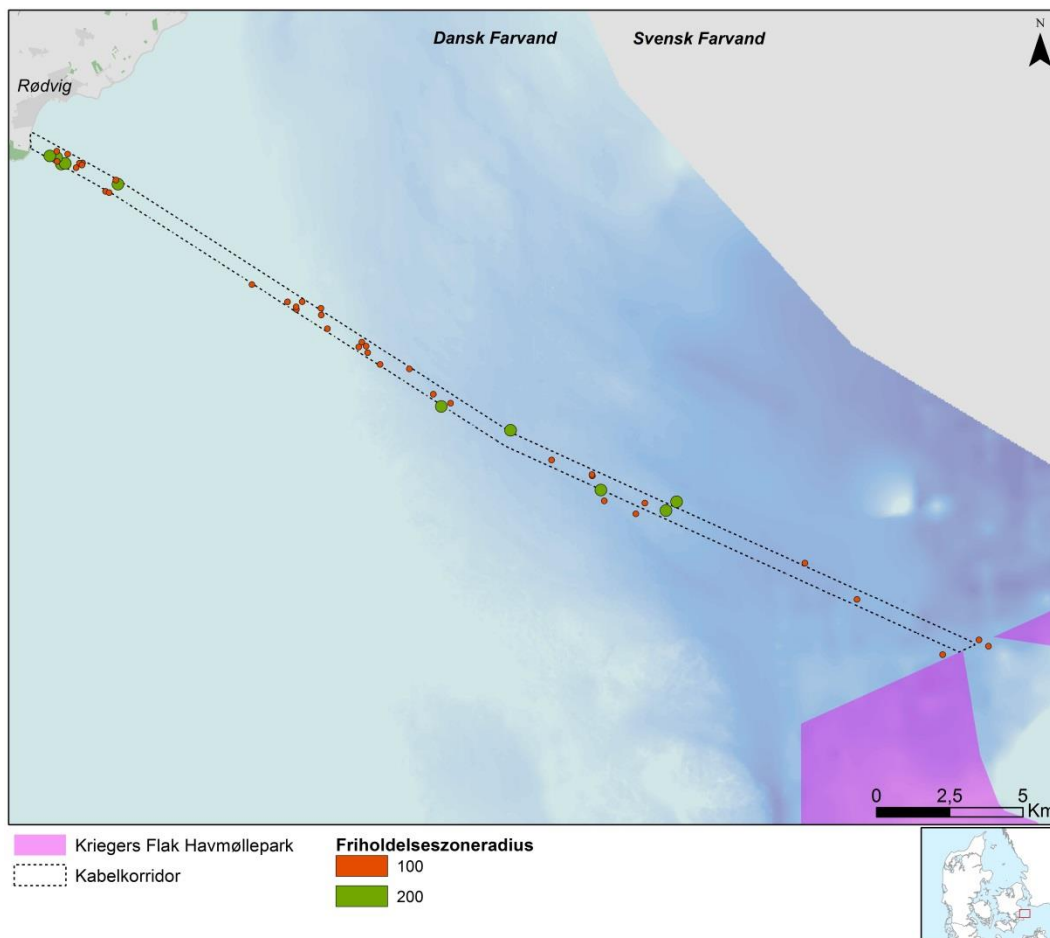 N
Dansk Farvand
Svensk Farvand
Rødvig
0
2,5
5
Km
Kriegers Flak Havmøllepark
Kabelkorridor
Friholdelseszoneradius
100
200